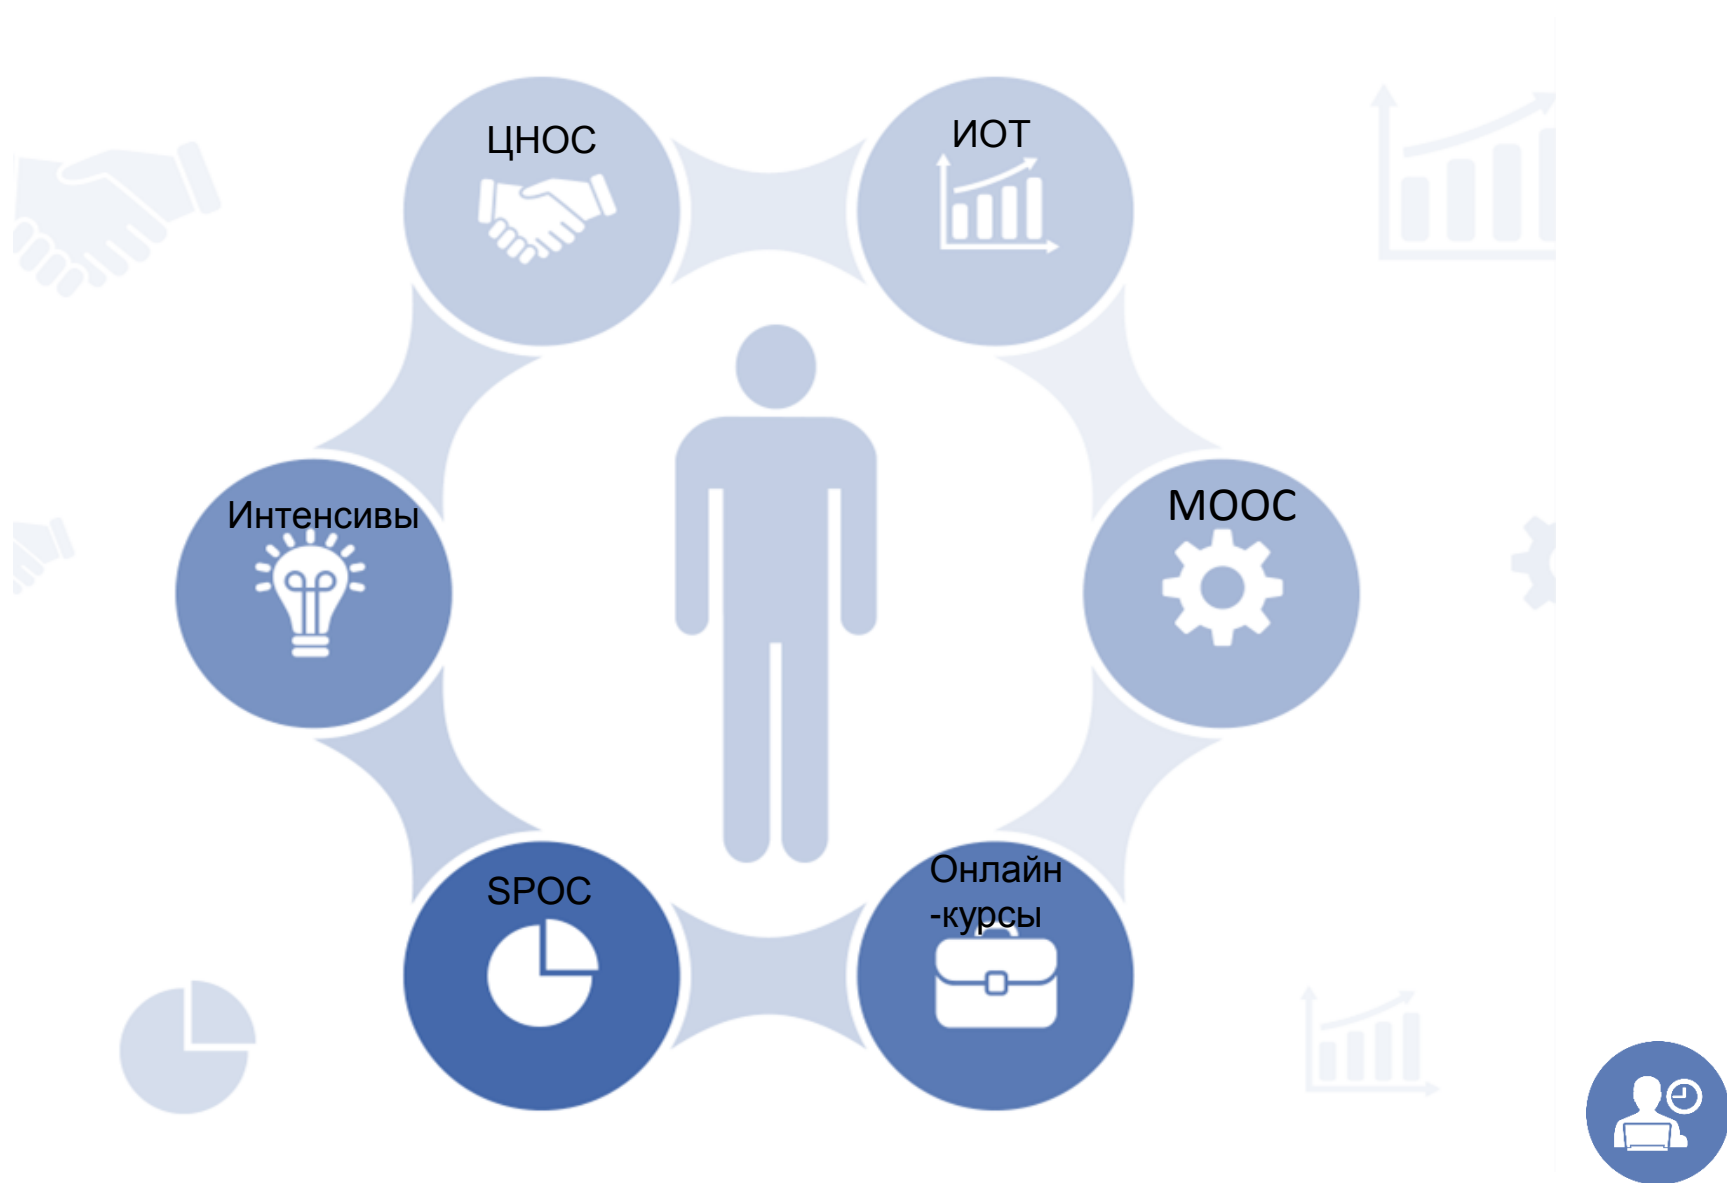 ЦНОС
ИОТ
Интенсивы
МООС
SPOC
Онлайн
-курсы